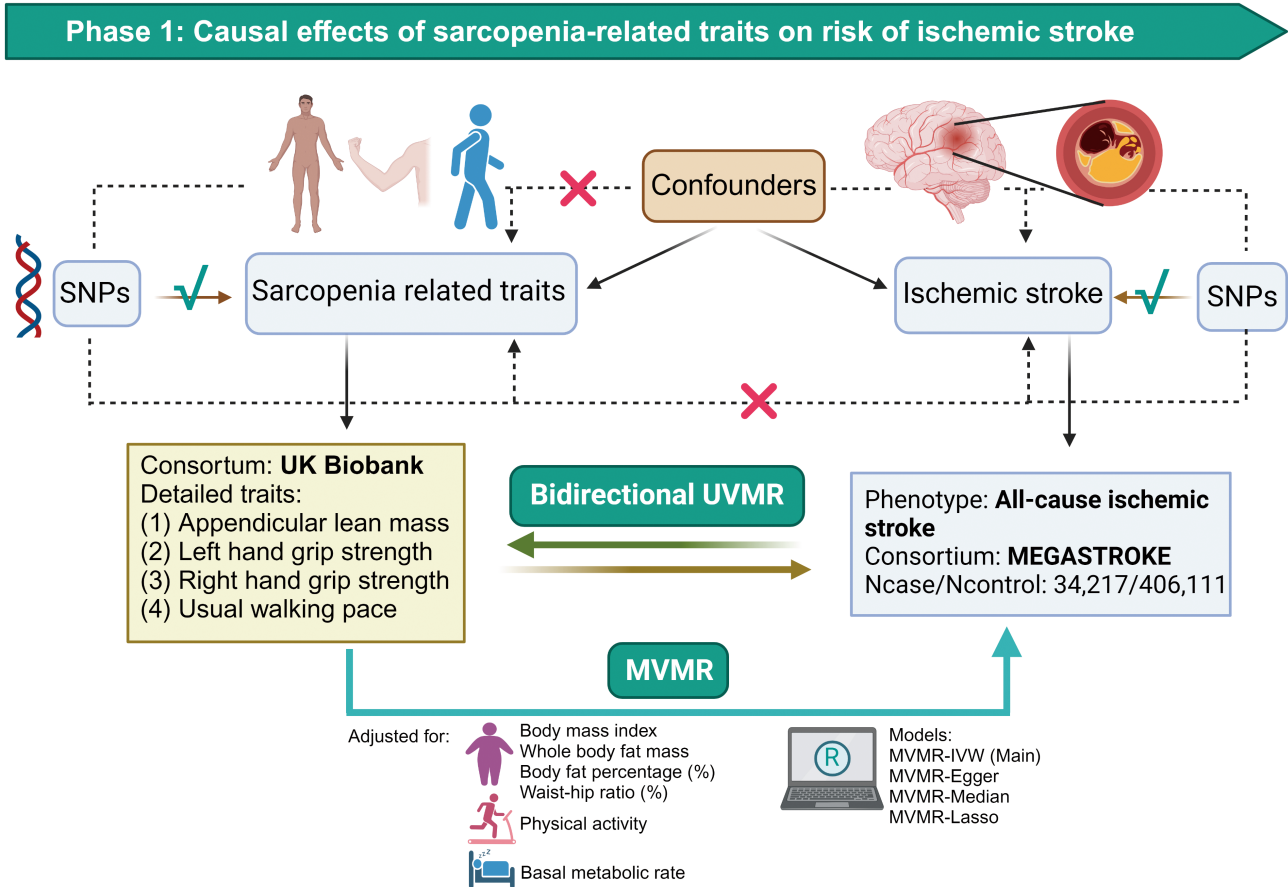 Phase 1: Causal effects of sarcopenia-related traits on risk of ischemic stroke
Confounders
SNPs
Sarcopenia related traits
Ischemic stroke
SNPs
Consortum: UK Biobank
Detailed traits:
(1) Appendicular lean mass
(2) Left hand grip strength
(3) Right hand grip strength
(4) Usual walking pace
Bidirectional UVMR
Phenotype: All-cause ischemic
stroke
Consortium: MEGASTROKE
Ncase/Ncontrol: 34,217/406,111
MVMR
Adjusted for:
Body mass index
Whole body fat mass
Body fat percentage (%)
Waist-hip ratio (%)
Physical activity
zzz
Basal metabolic rate
R
Models:
MVMR-IVW (Main)
MVMR-Egger
MVMR-Median
MVMR-Lasso